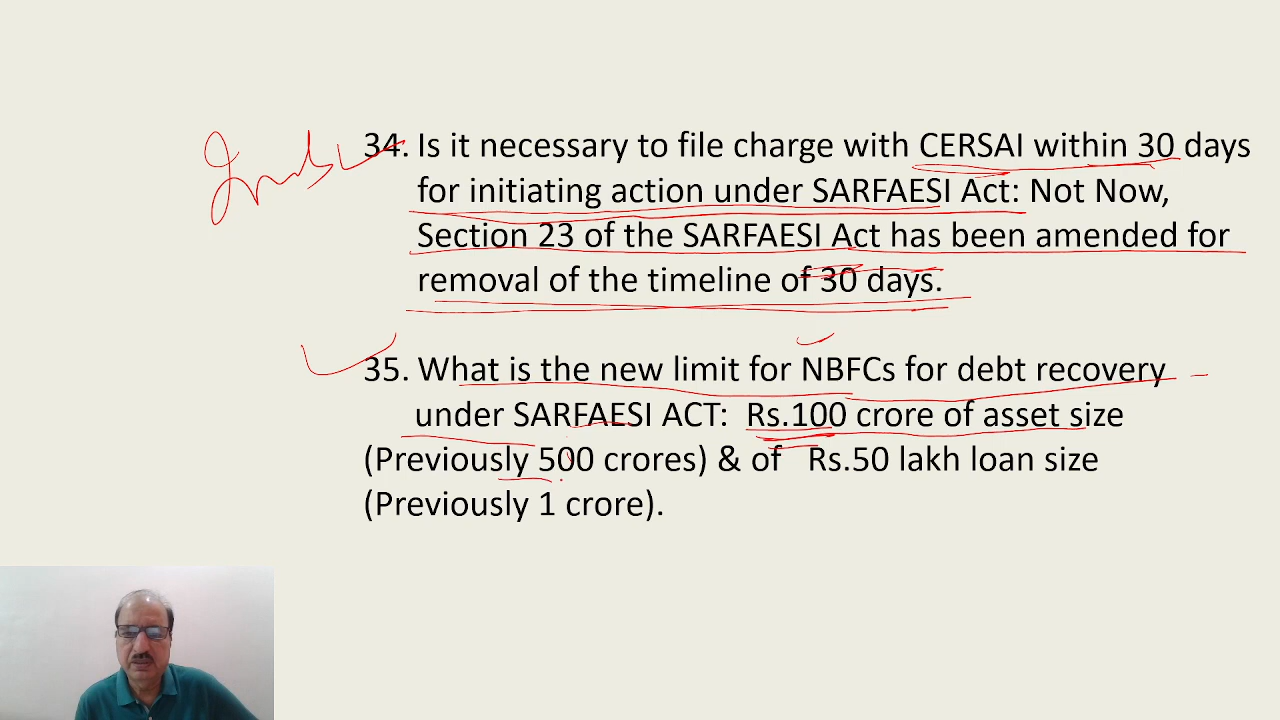 34. Is it necessary to file charge with CERSAI within 30 days
for initiating action under SARFAESI Act: Not Now,
Section 23 of the SARFAESI Act has been amended for
removal of the timeline of 30 days.
35. What is the new limit for NBFCs for debt recovery
under SARFAESI ACT: Rs.100 crore of asset size
(Previously 500 crores) & of Rs.50 lakh loan size
(Previously 1 crore).